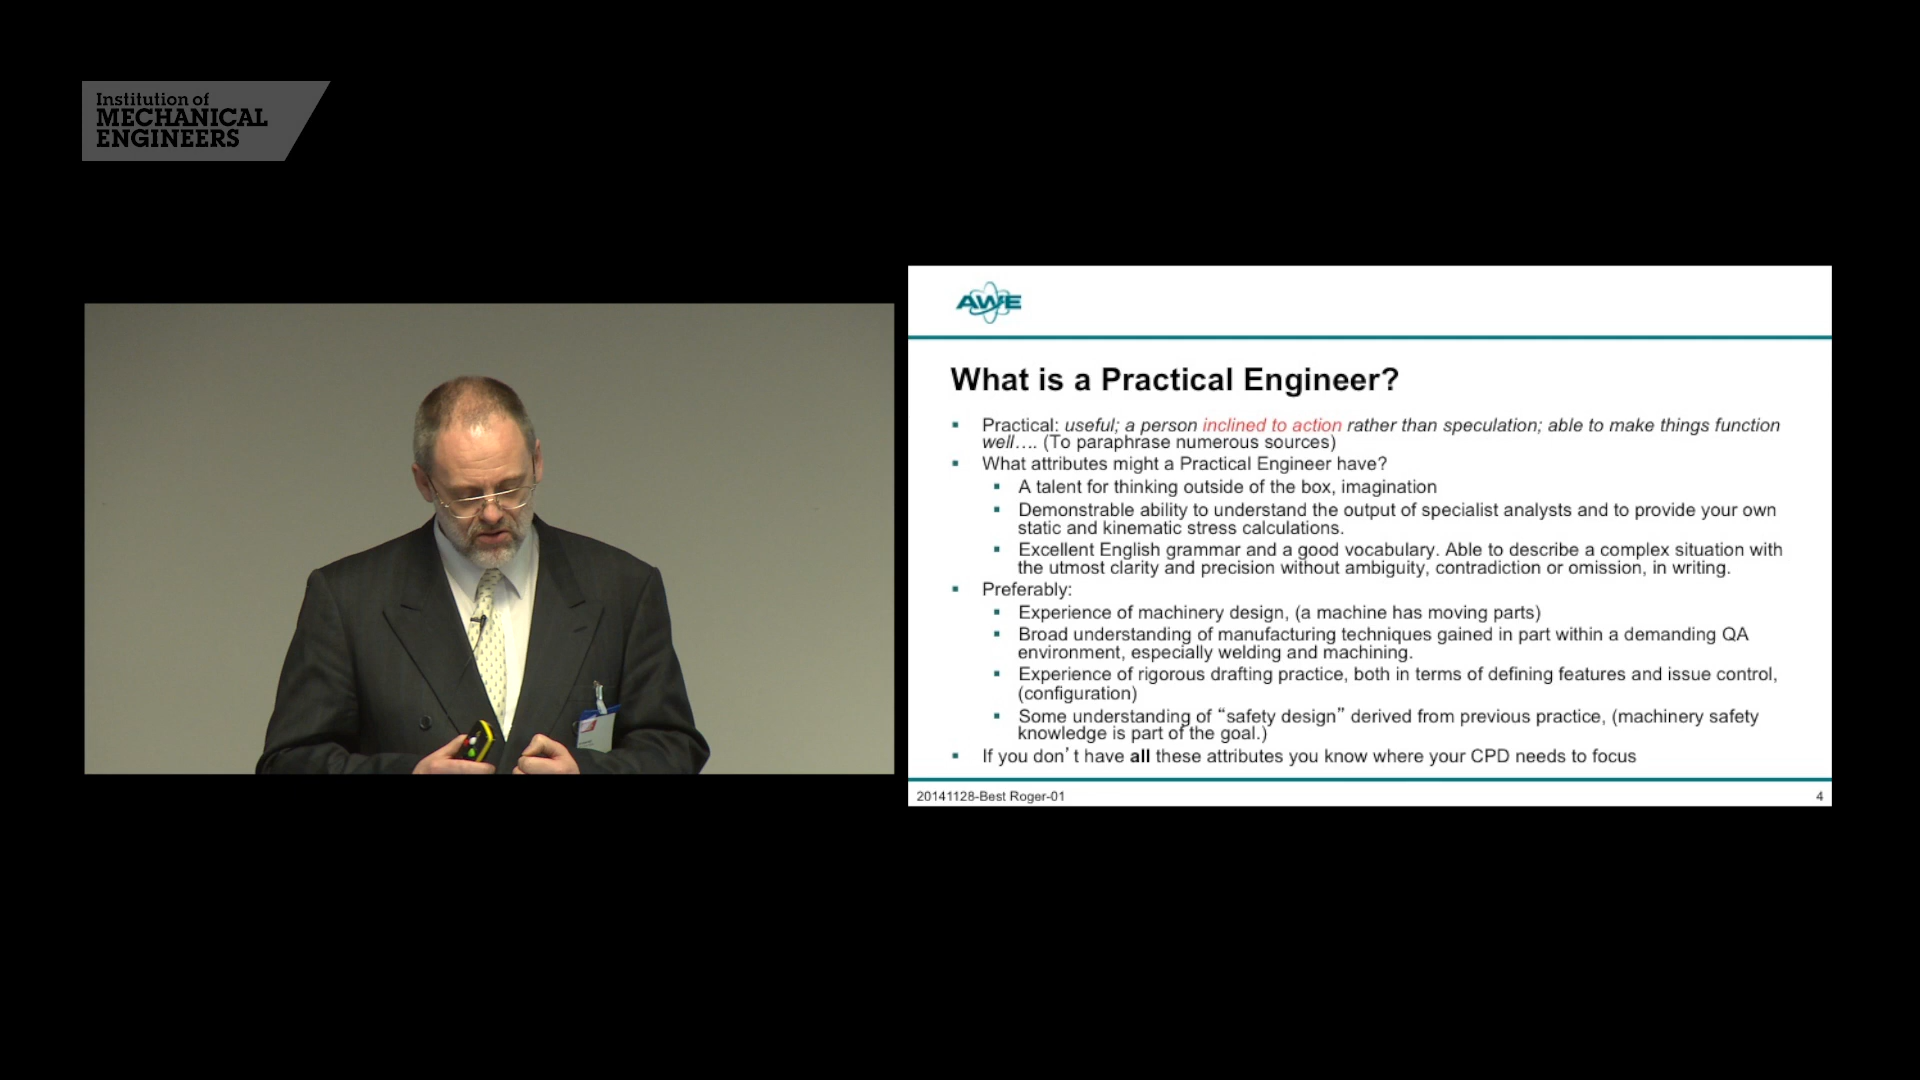 Institution of
MECHANICAL
ENGINEERS
AWE
What is a Practical Engineer?
Practical: useful; a person inclined to action rather than speculation; able to make things function
well…. (To paraphrase numerous sources)
What attributes might a Practical Engineer have?
A talent for thinking outside of the box, imagination
Demonstrable ability to understand the output of specialist analysts and to provide your own
static and kinematic stress calculations.
Excellent English grammar and a good vocabulary. Able to describe a complex situation with
the utmost clarity and precision without ambiguity, contradiction or omission, in writing.
Preferably:
Experience of machinery design, (a machine has moving parts)
Broad understanding of manufacturing techniques gained in part within a demanding QA
environment, especially welding and machining.
Experience of rigorous drafting practice, both in terms of defining features and issue control,
(configuration)
Some understanding of “safety design” derived from previous practice, (machinery safety
knowledge is part of the goal.)
If you don’t have all these attributes you know where your CPD needs to focus
20141128-Best Roger-01
4